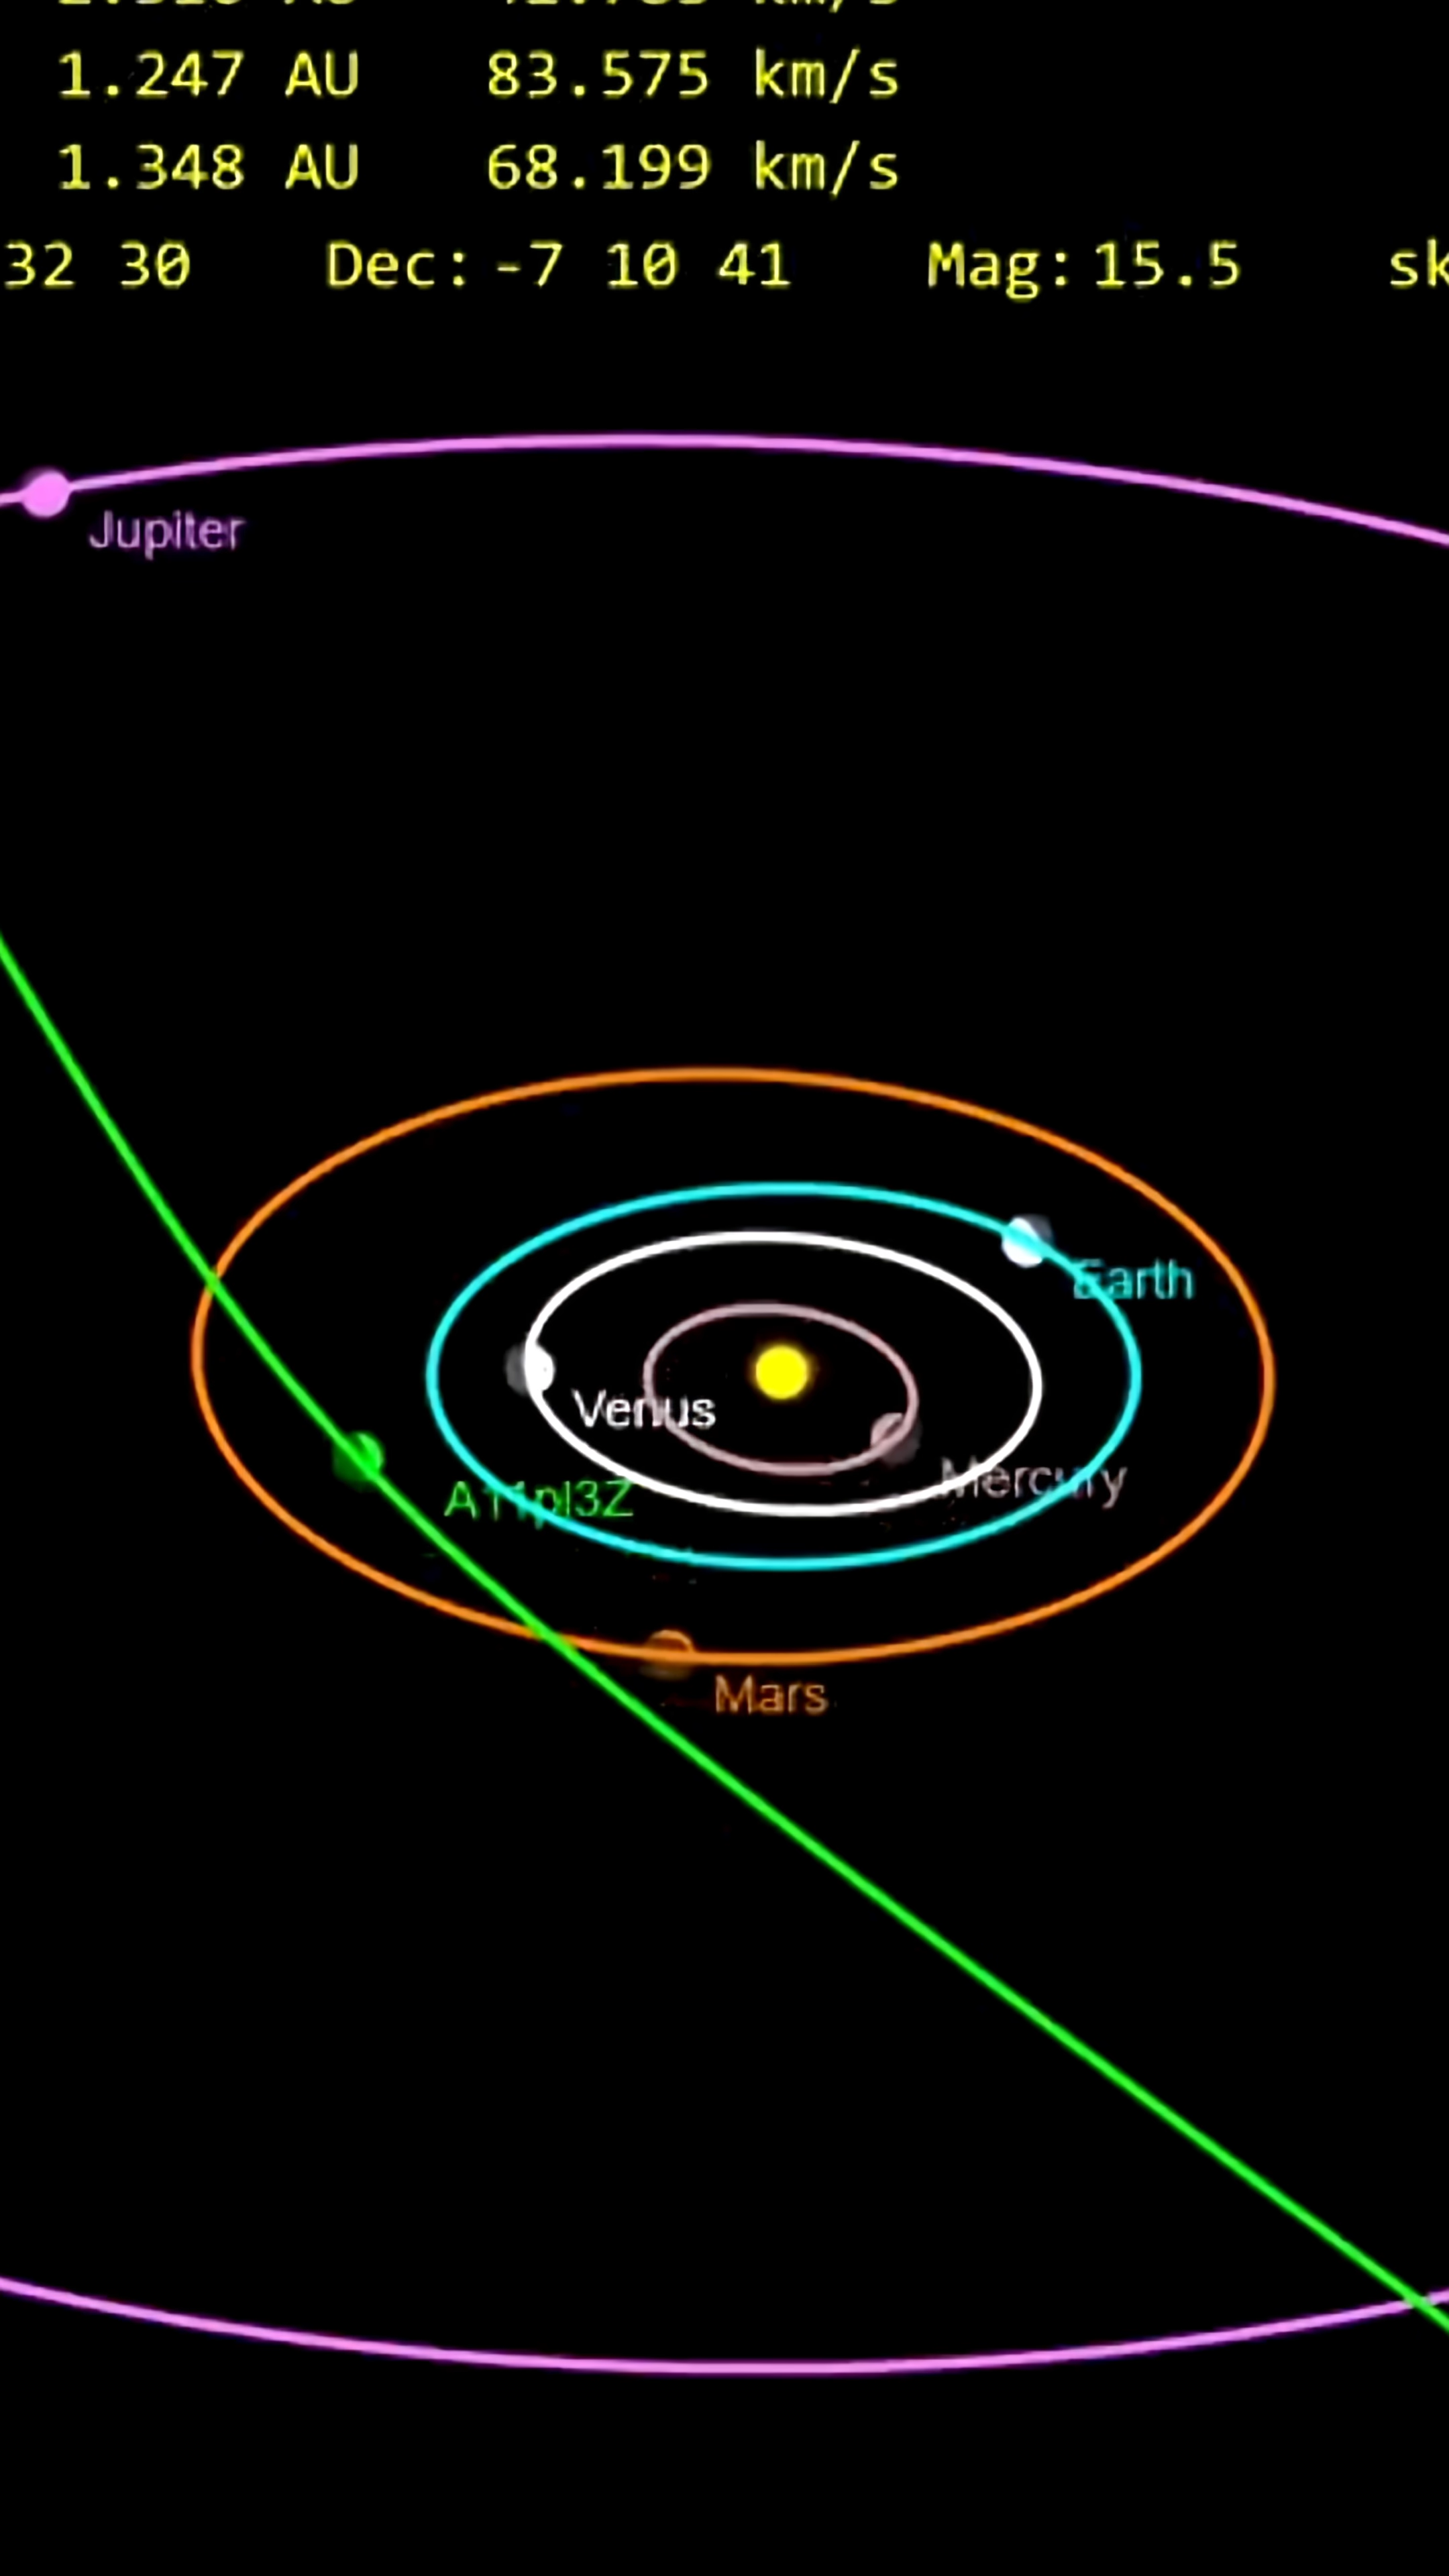 1.247 AU 83.575 km/s
1.348 AU 68.199 km/s
32 30 Dec: -7 10 41 Mag: 15.5 sk
Jupiter
Earth
Venus
Mercury
A11pl3Z
Mars